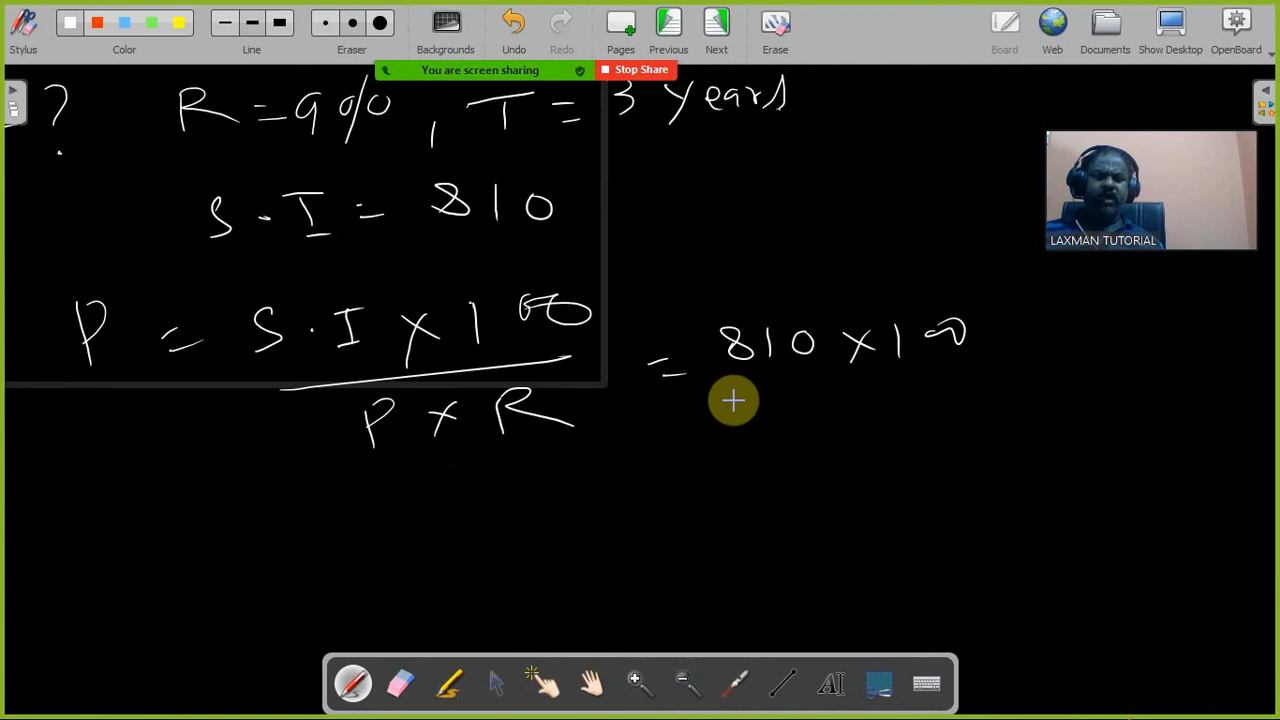 Stylus Color Line Eraser Backgrounds Undo Redo Pages Previous Next Erase Board Web Documents Show Desktop OpenBoard
You are screen sharing Stop Share
? R = 9%, T = 3 Years
S.I = 810
P = S.I x 100 = 810 x 100
P x R
LAXMAN TUTORIAL